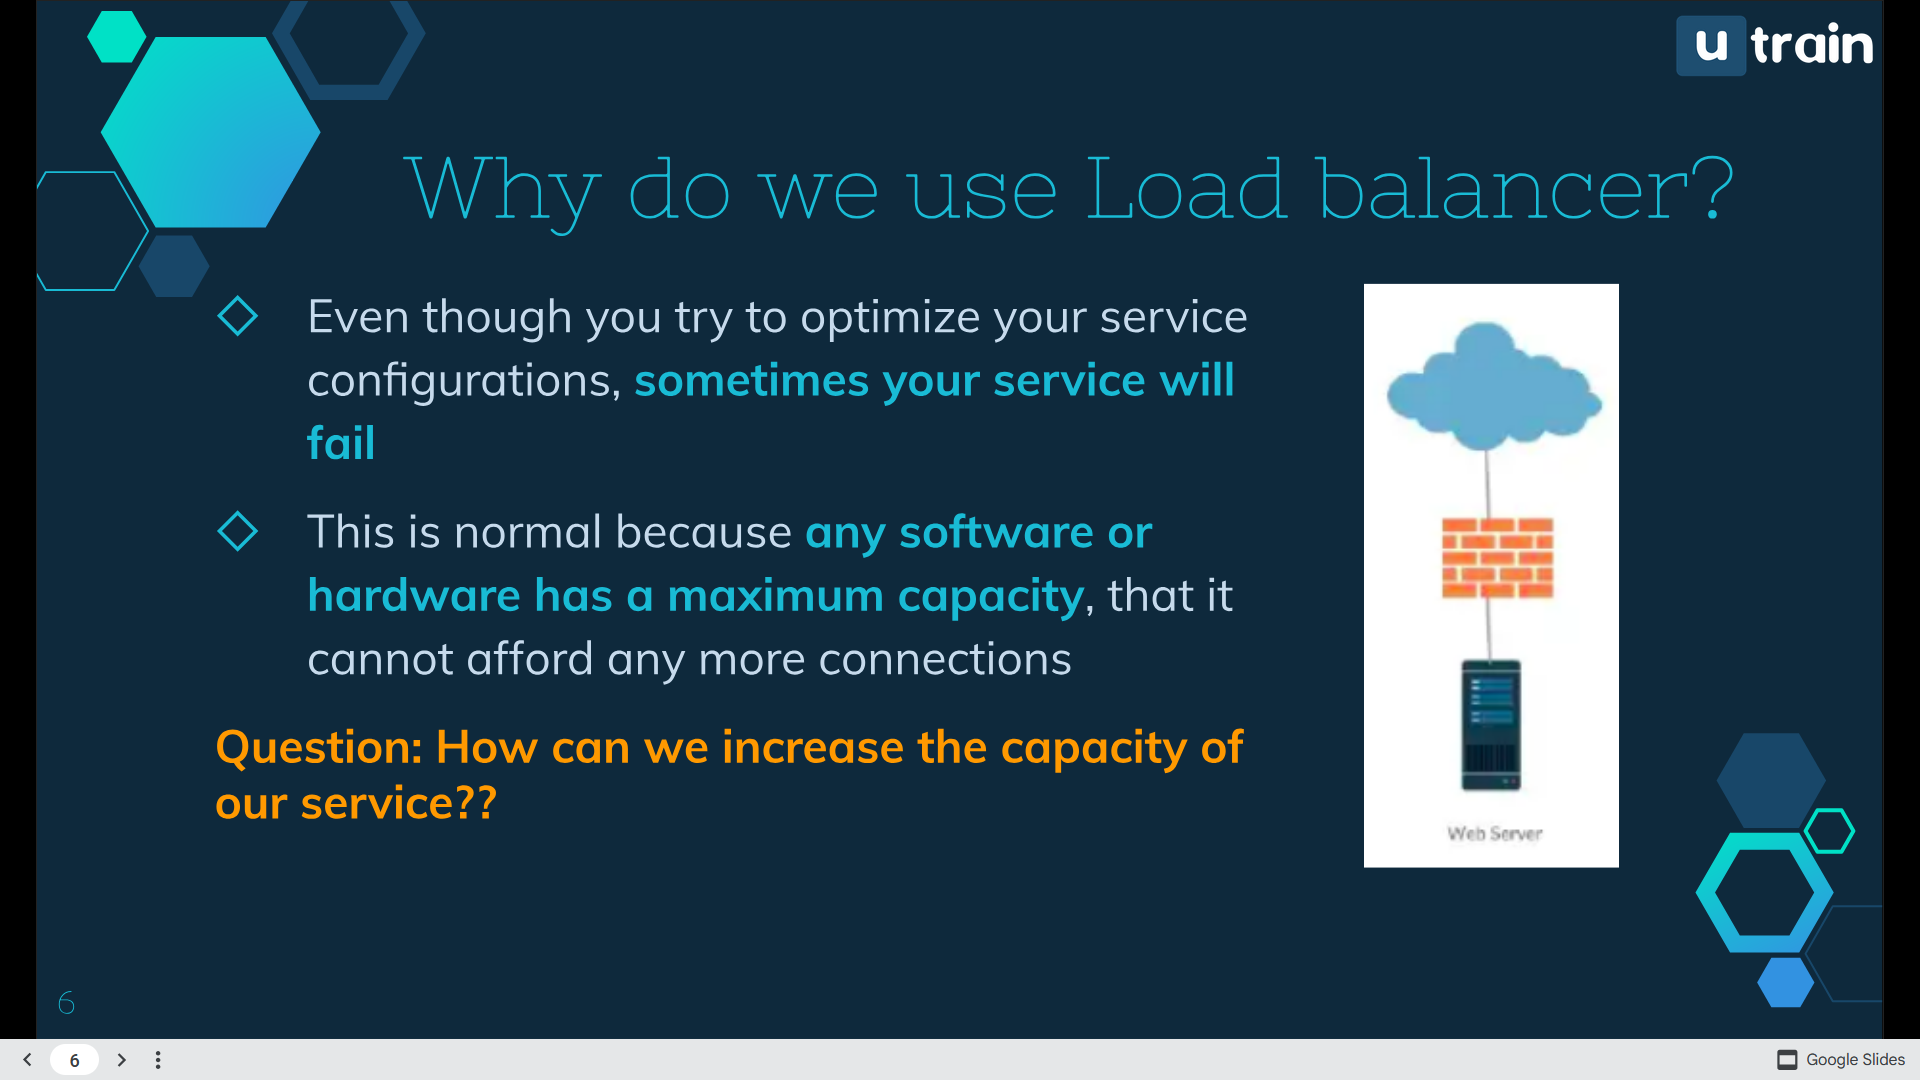 u train
Why do we use Load balancer?
Even though you try to optimize your service
configurations, sometimes your service will
fail
This is normal because any software or
hardware has a maximum capacity, that it
cannot afford any more connections
Question: How can we increase the capacity of
our service??
Web Server
6
6
Google Slides